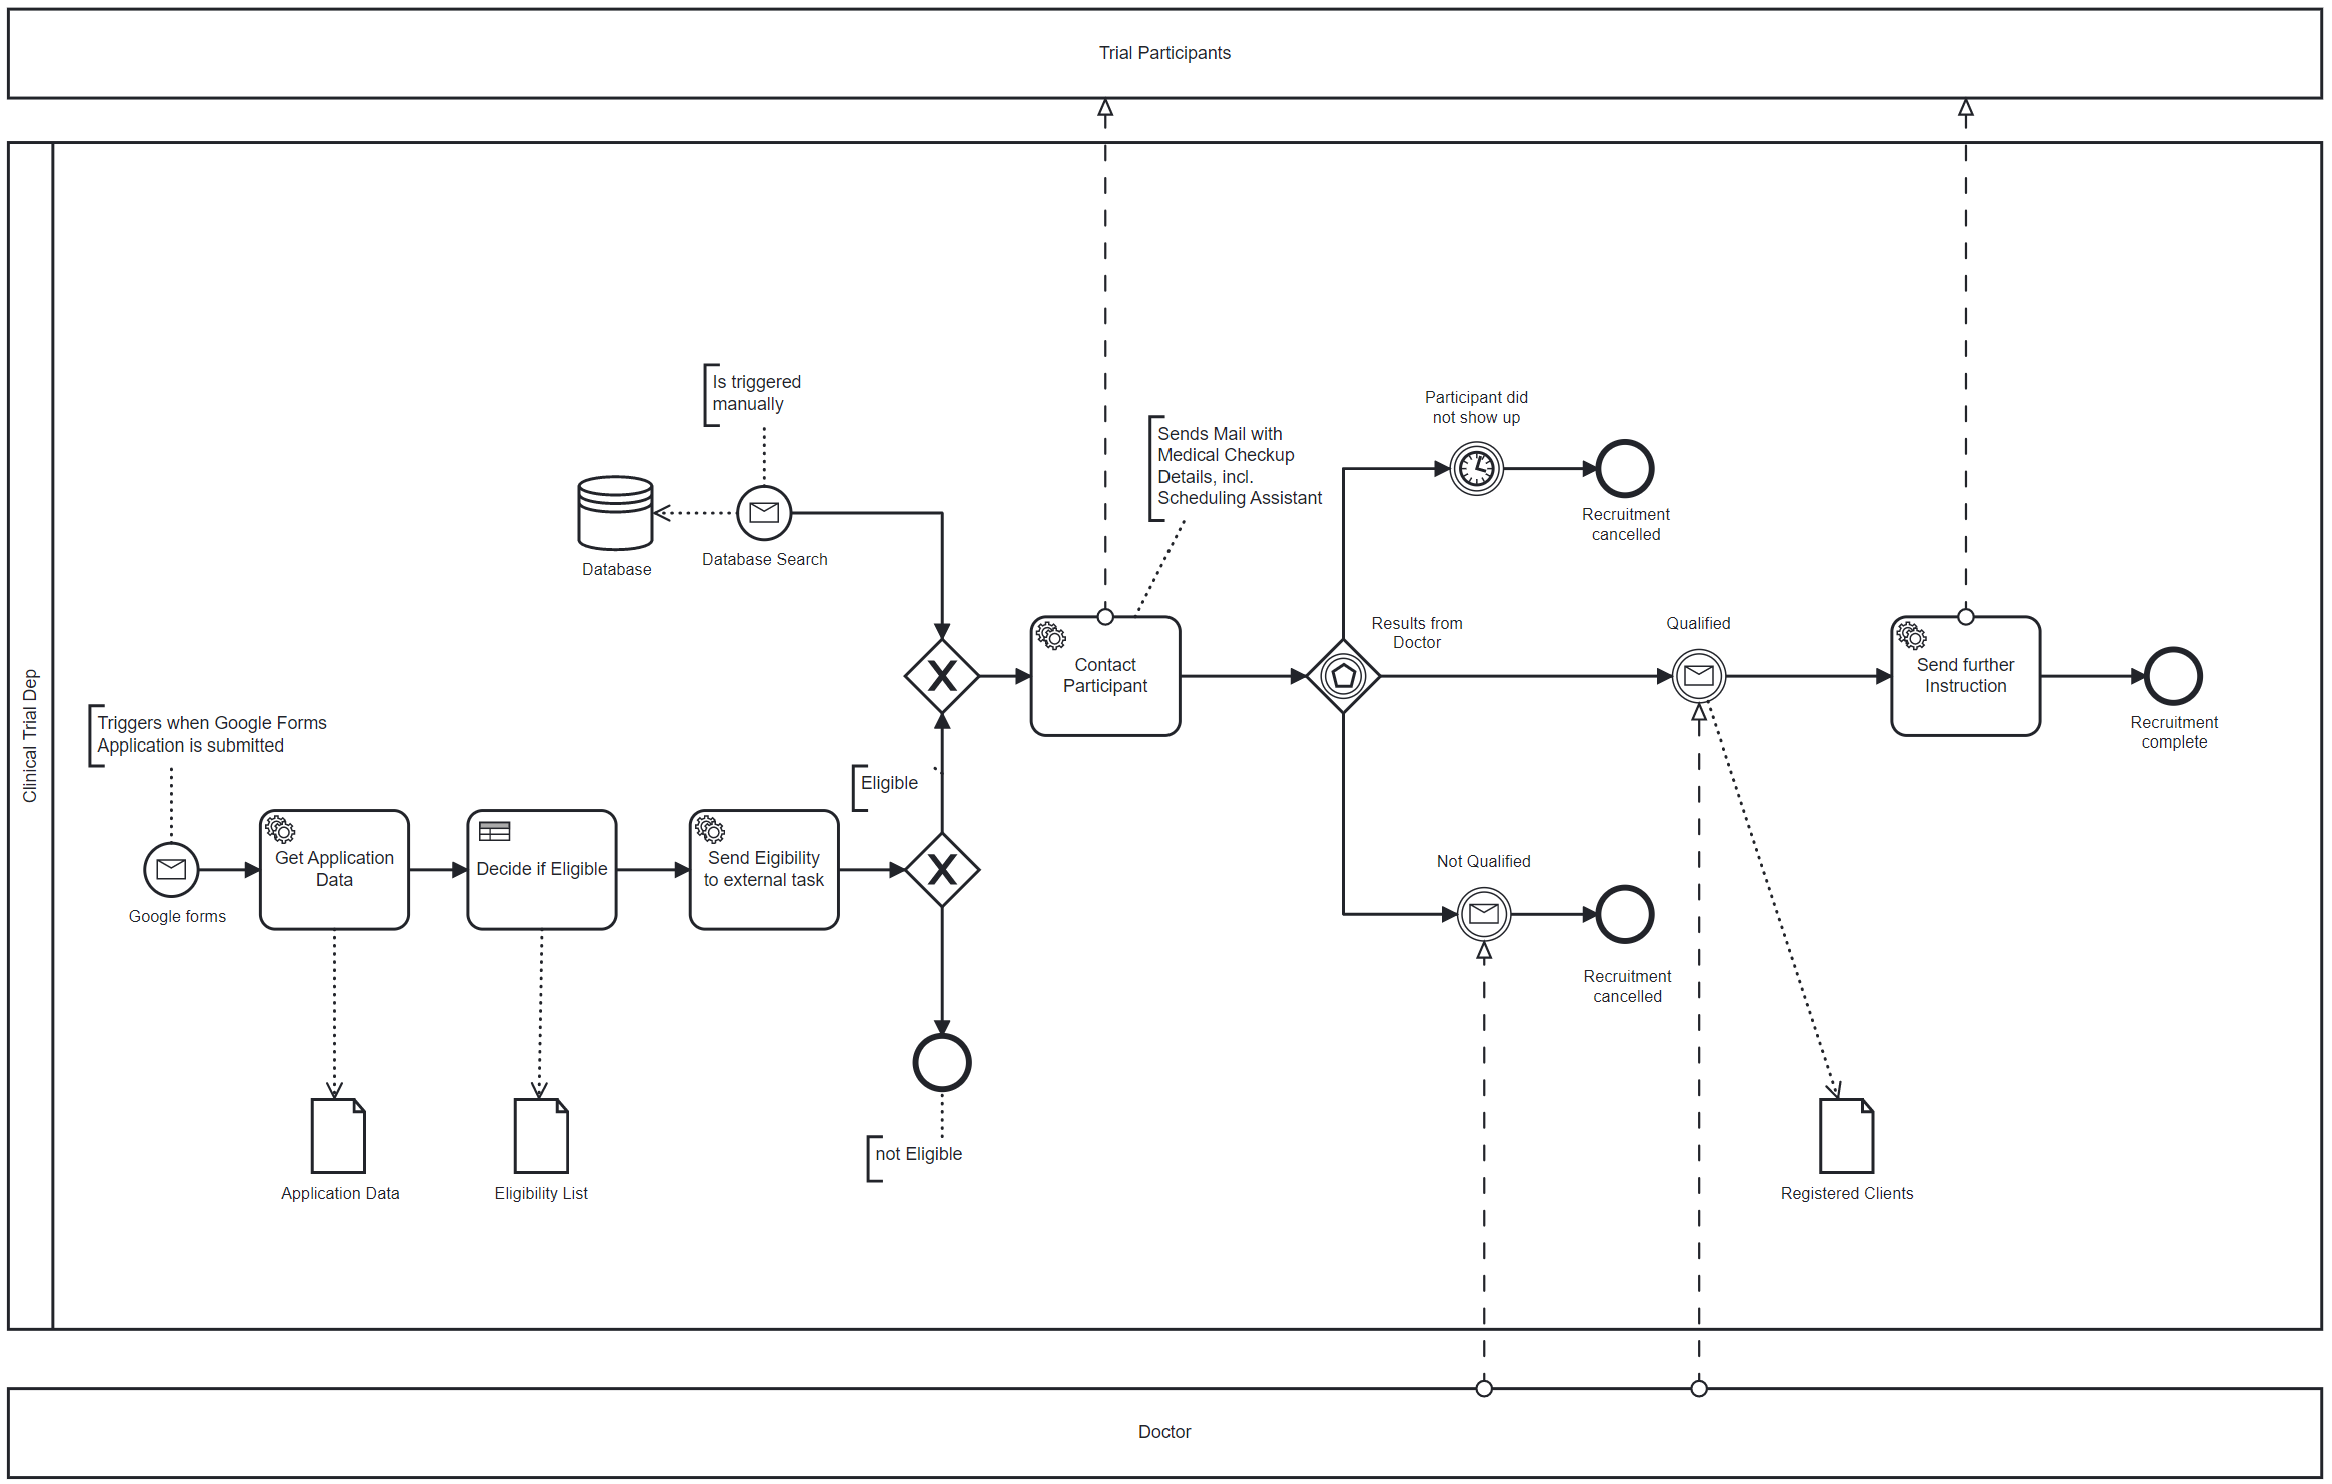 Trial Participants
Clinical Trial Dep
Is triggered
manually
Database
Database Search
Sends Mail with
Medical Checkup
Details, incl.
Scheduling Assistant
Participant did
not show up
Recruitment
cancelled
Triggers when Google Forms
Application is submitted
Google forms
Get Application
Data
Decide if Eligible
Send Eigibility
to external task
Eligible
Contact
Participant
Results from
Doctor
Qualified
Send further
Instruction
Recruitment
complete
Not Qualified
Recruitment
cancelled
not Eligible
Application Data
Eligibility List
Registered Clients
Doctor